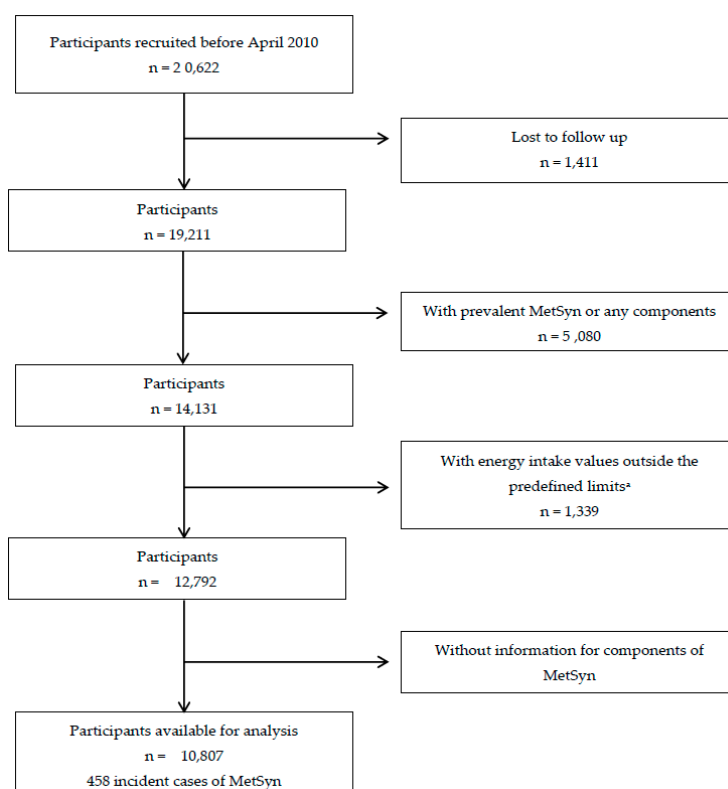 Participants recruited before April 2010
n = 2 0,622
Lost to follow up
n = 1,411
Participants
n = 19,211
With prevalent MetSyn or any components
n = 5 ,080
Participants
n = 14,131
With energy intake values outside the
predefined limitsª
n = 1,339
Participants
n = 12,792
Without information for components of
MetSyn
Participants available for analysis
n = 10,807
458 incident cases of MetSyn